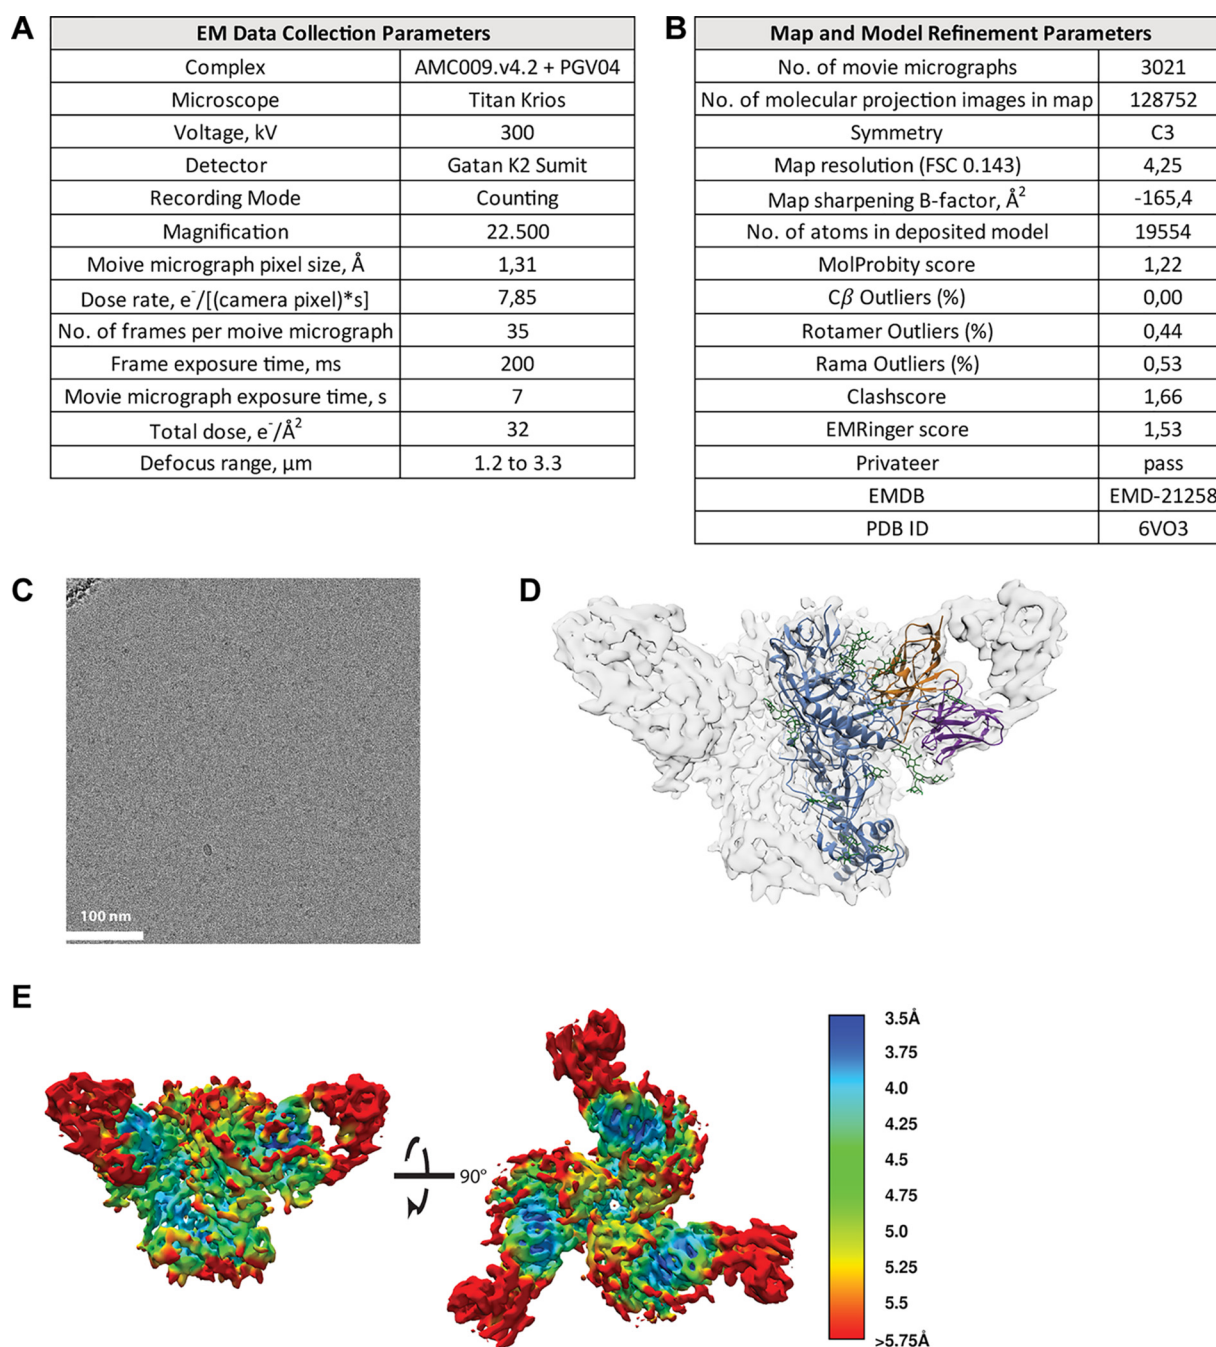 A
EM Data Collection Parameters
Complex AMC009.v4.2 + PGV04
Microscope Titan Krios
Voltage, kV 300
Detector Gatan K2 Sumit
Recording Mode Counting
Magnification 22.500
Moive micrograph pixel size, Å 1,31
Dose rate, e⁻/[(camera pixel)*s] 7,85
No. of frames per moive micrograph 35
Frame exposure time, ms 200
Movie micrograph exposure time, s 7
Total dose, e⁻/Å² 32
Defocus range, µm 1.2 to 3.3
B
Map and Model Refinement Parameters
No. of movie micrographs 3021
No. of molecular projection images in map 128752
Symmetry C3
Map resolution (FSC 0.143) 4,25
Map sharpening B-factor, Å² -165,4
No. of atoms in deposited model 19554
MolProbity score 1,22
Cβ Outliers (%) 0,00
Rotamer Outliers (%) 0,44
Rama Outliers (%) 0,53
Clashscore 1,66
EMRinger score 1,53
Privateer pass
EMDB EMD-21258
PDB ID 6VO3
C
100 nm
D
E
90°
3.5Å
3.75
4.0
4.25
4.5
4.75
5.0
5.25
5.5
>5.75Å